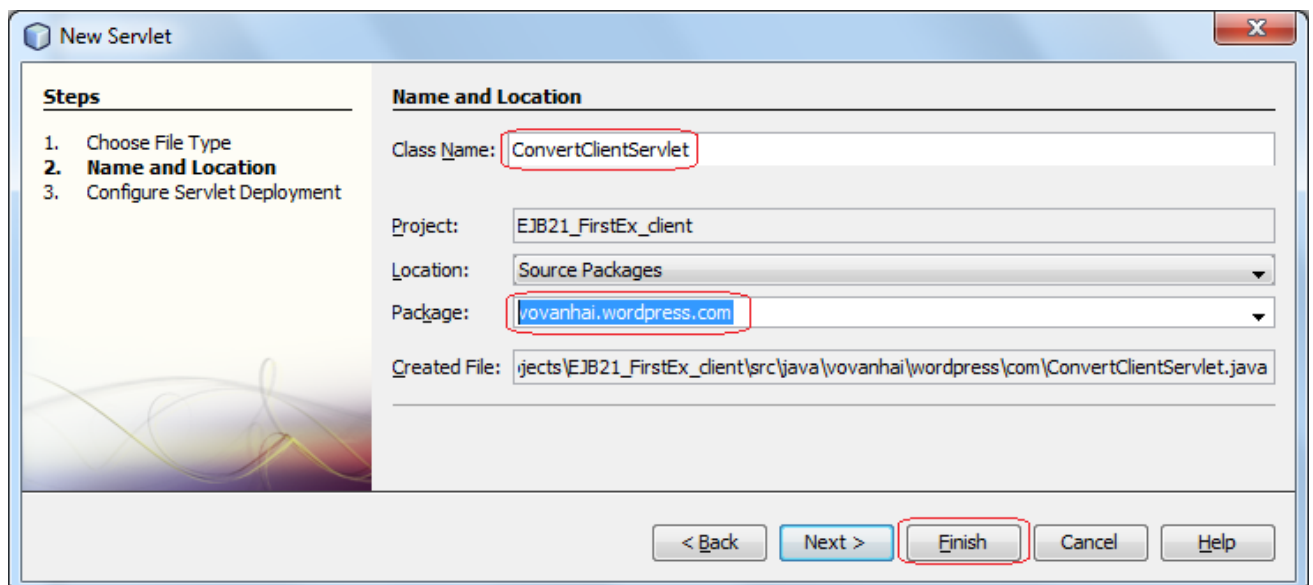 New Servlet
Steps
1. Choose File Type
2. Name and Location
3. Configure Servlet Deployment
Name and Location
Class Name: ConvertClientServlet
Project: EJB21_FirstEx_client
Location: Source Packages
Package: vovanhai.wordpress.com
Created File: jects\EJB21_FirstEx_client\src\java\vovanhai\wordpress\com\ConvertClientServlet.java
< Back Next > Finish Cancel Help